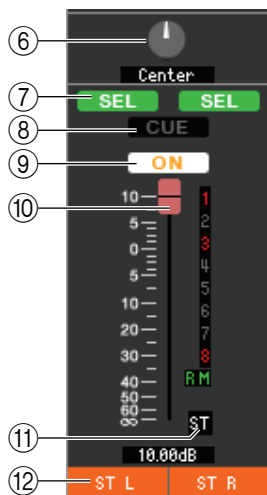 ⑥
Center
⑦ SEL SEL
⑧ CUE
⑨ ON
⑩
10 1
5 2
0 3
5 4
10 5
20 6
30 7
8
40 R M
50
60
∞
⑪ ST
10.00dB
⑫ ST L ST R